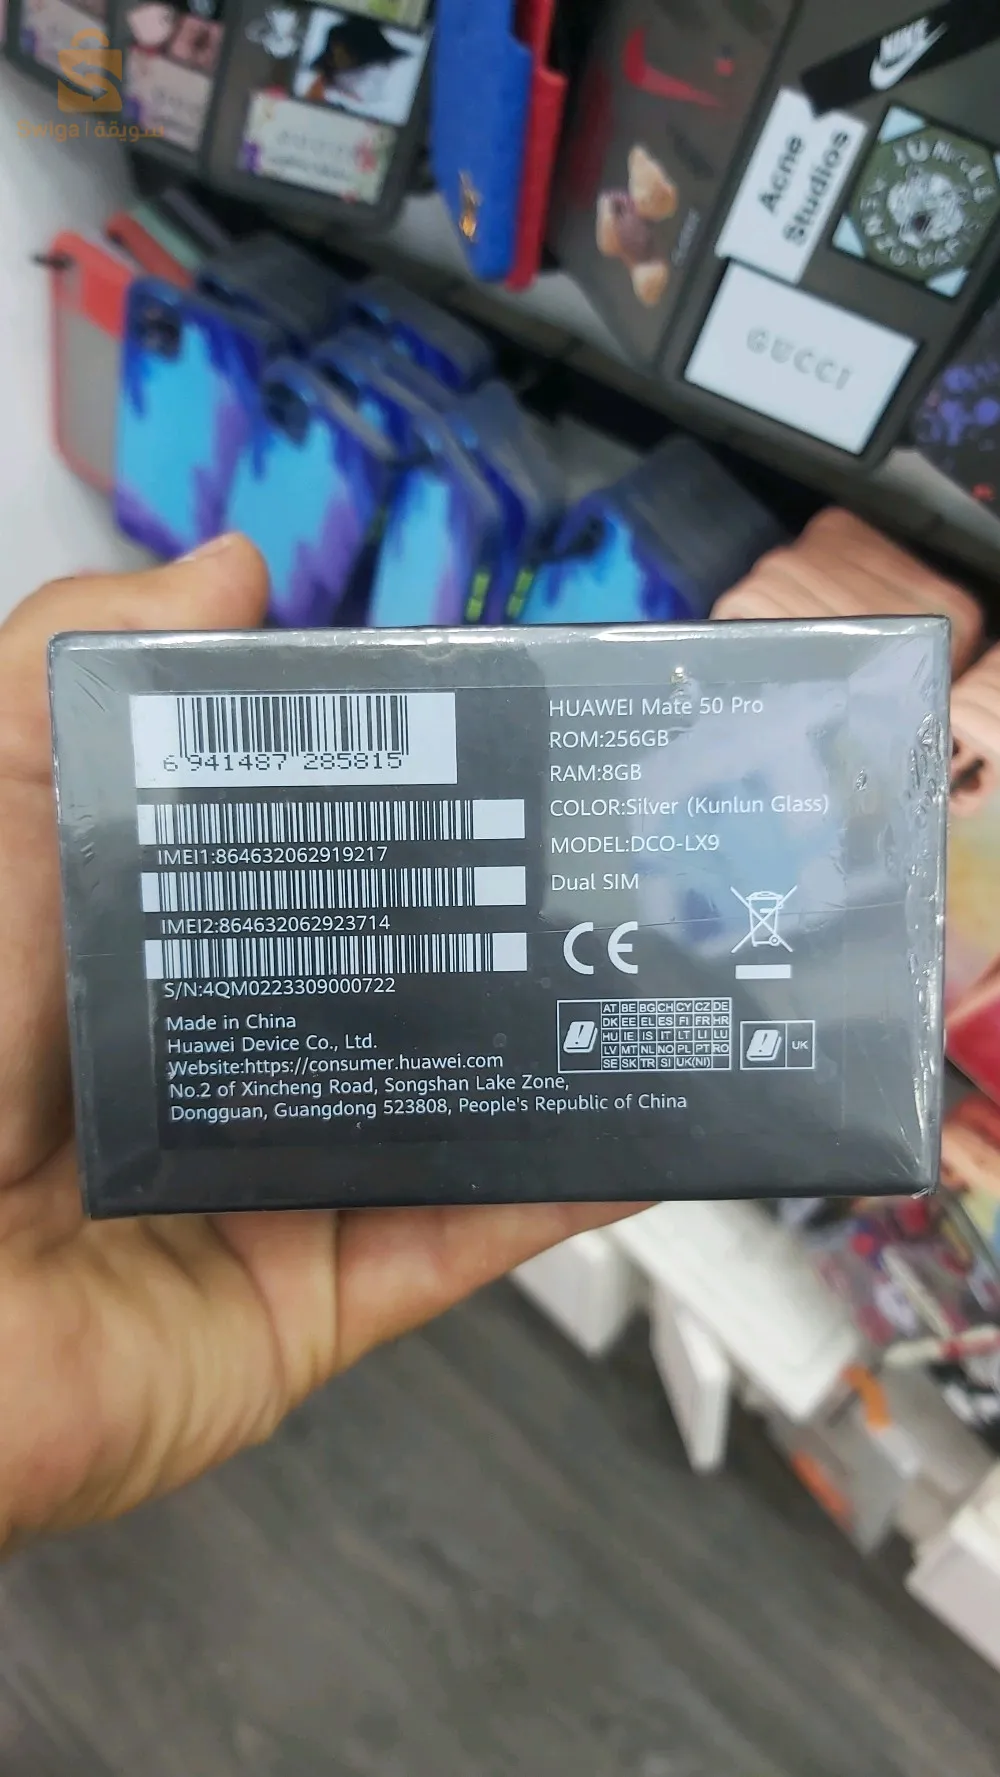 Swiga | سويقة
NIKE
Acne
Studios
JUNGLE
KENZO
GUCCI
6 941487 285815
IMEI1:864632062919217
IMEI2:864632062923714
S/N:4QM0223309000722
Made in China
Huawei Device Co., Ltd.
Website:https://consumer.huawei.com
No.2 of Xincheng Road, Songshan Lake Zone,
Dongguan, Guangdong 523808, People's Republic of China
HUAWEI Mate 50 Pro
ROM:256GB
RAM:8GB
COLOR:Silver (Kunlun Glass)
MODEL:DCO-LX9
Dual SIM
CE
AT BE BG CH CY CZ DE
DK EE EL ES FI FR HR
HU IE IS IT LT LI LU
LV MT NL NO PL PT RO
SE SK TR SI UK(NI)
UK